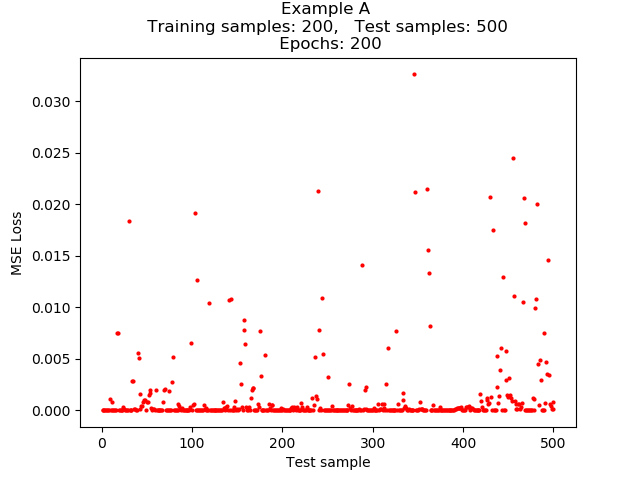 Example A
Training samples: 200,   Test samples: 500
Epochs: 200
0.030
0.025
0.020
0.015
0.010
0.005
0.000
MSE Loss
0 100 200 300 400 500
Test sample